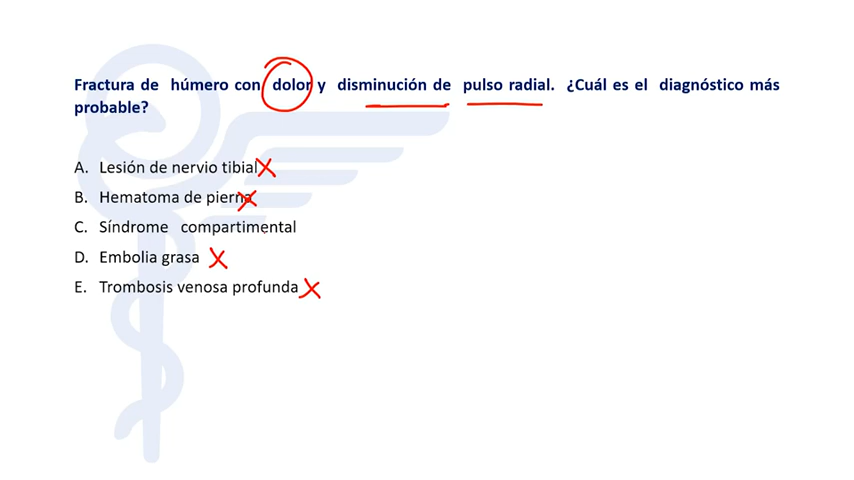 Fractura de húmero con dolor y disminución de pulso radial. ¿Cuál es el diagnóstico más
probable?
A. Lesión de nervio tibial
B. Hematoma de pierna
C. Síndrome compartimental
D. Embolia grasa
E. Trombosis venosa profunda